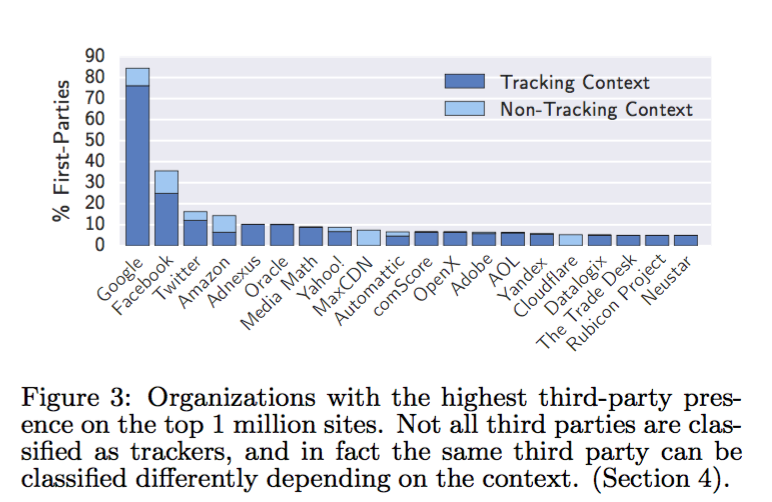 90
80
70
60
50
40
30
20
10
0
% First-Parties
Tracking Context
Non-Tracking Context
Google
Facebook
Twitter
Amazon
Adnexus
Oracle
Media Math
Yahoo!
MaxCDN
Automattic
comScore
OpenX
Adobe
AOL
Yandex
Cloudflare
Datalogix
The Trade Desk
Rubicon Project
Neustar
Figure 3: Organizations with the highest third-party pres-
ence on the top 1 million sites. Not all third parties are clas-
sified as trackers, and in fact the same third party can be
classified differently depending on the context. (Section 4).